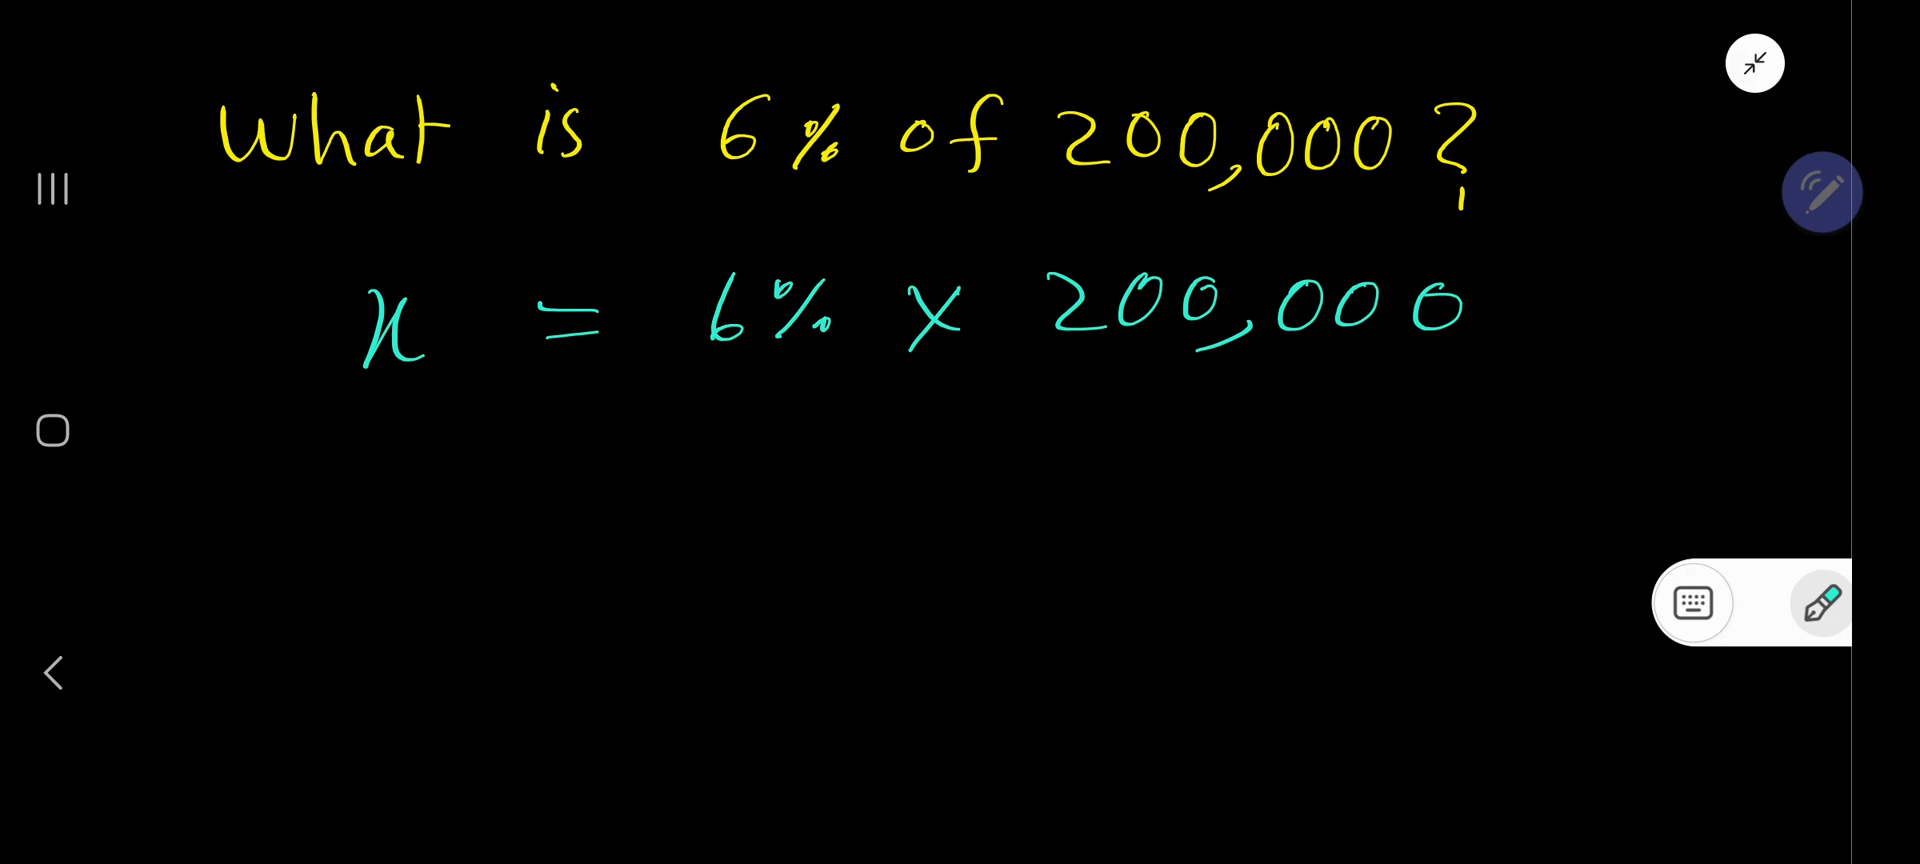 What is 6% of 200,000?
x = 6% x 200,000